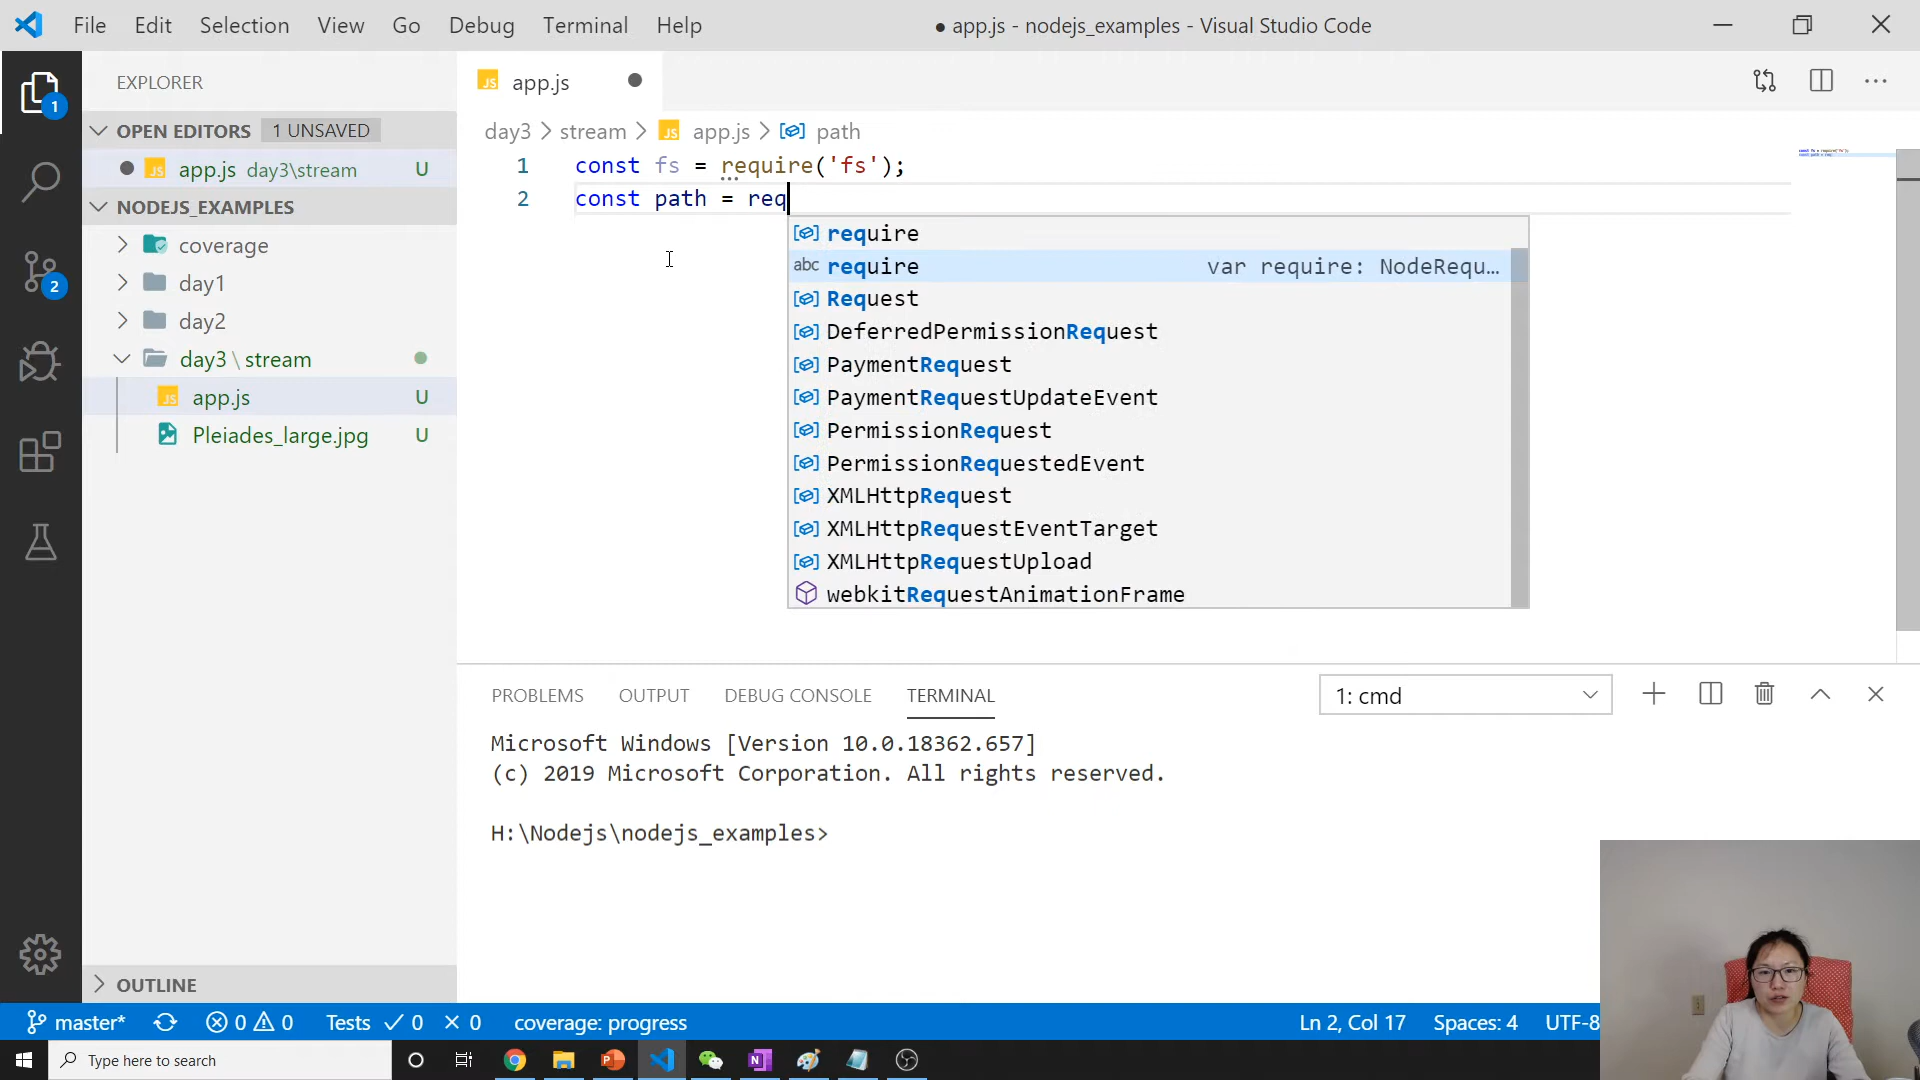 File Edit Selection View Go Debug Terminal Help
● app.js - nodejs_examples - Visual Studio Code
EXPLORER
OPEN EDITORS 1 UNSAVED
app.js day3\stream U
NODEJS_EXAMPLES
coverage
day1
day2
day3 \ stream
JS app.js U
Pleiades_large.jpg U
OUTLINE
1
2
JS app.js
day3 > stream > JS app.js > path
1 const fs = require('fs');
2 const path = req
require
abc require var require: NodeRequ…
Request
DeferredPermissionRequest
PaymentRequest
PaymentRequestUpdateEvent
PermissionRequest
PermissionRequestedEvent
XMLHttpRequest
XMLHttpRequestEventTarget
XMLHttpRequestUpload
webkitRequestAnimationFrame
PROBLEMS OUTPUT DEBUG CONSOLE TERMINAL
1: cmd
Microsoft Windows [Version 10.0.18362.657]
(c) 2019 Microsoft Corporation. All rights reserved.
H:\Nodejs\nodejs_examples>
master* 0 0 Tests 0 0 coverage: progress
Ln 2, Col 17 Spaces: 4 UTF-8
Type here to search